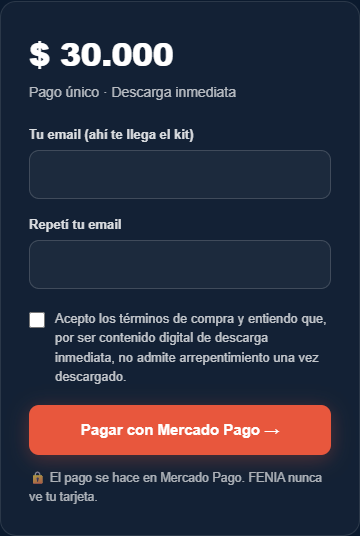 $ 30.000
Pago único · Descarga inmediata
Tu email (ahí te llega el kit)
Repetí tu email
Acepto los términos de compra y entiendo que,
por ser contenido digital de descarga
inmediata, no admite arrepentimiento una vez
descargado.
Pagar con Mercado Pago →
🔒 El pago se hace en Mercado Pago. FENIA nunca
ve tu tarjeta.